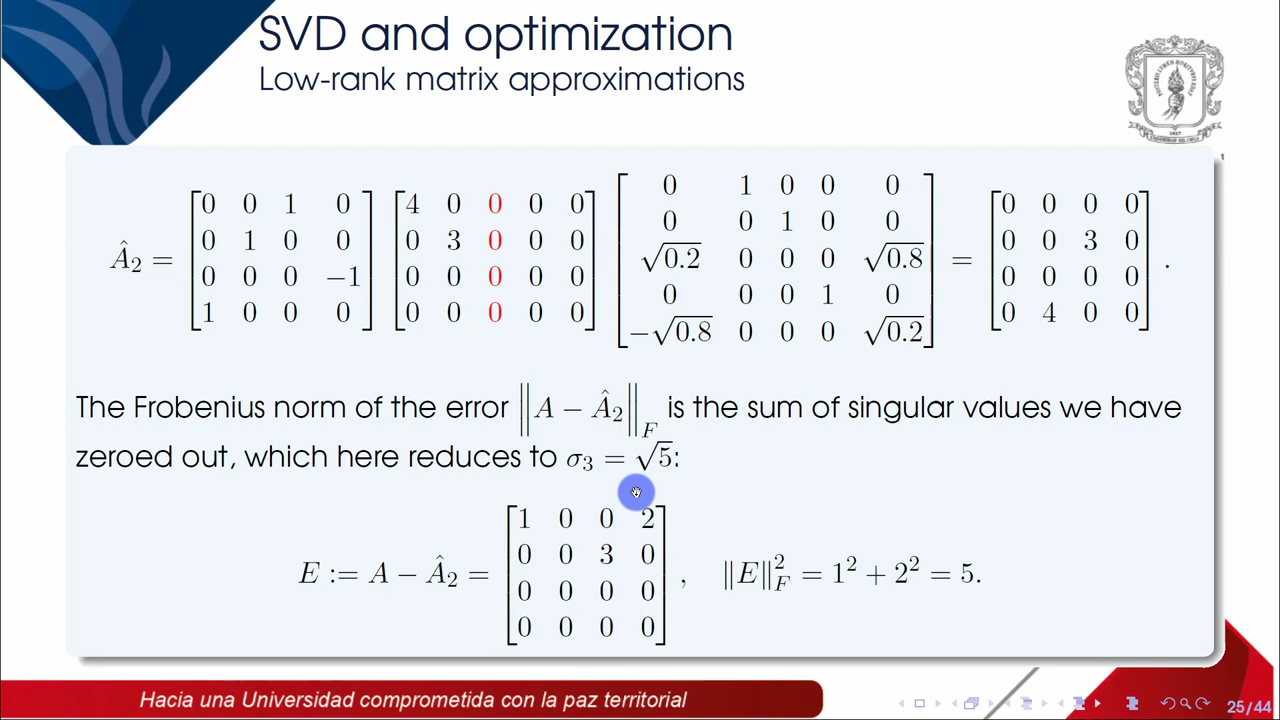 SVD and optimization
Low-rank matrix approximations
Â₂ = [0 0 1 0; 0 1 0 0; 0 0 0 −1; 1 0 0 0] [4 0 0 0 0; 0 3 0 0 0; 0 0 0 0 0; 0 0 0 0 0] [0 1 0 0 0; 0 0 1 0 0; √0.2 0 0 0 √0.8; 0 0 0 1 0; −√0.8 0 0 0 √0.2] = [0 0 0 0; 0 0 3 0; 0 0 0 0; 0 4 0 0].
The Frobenius norm of the error ‖A − Â₂‖_F is the sum of singular values we have
zeroed out, which here reduces to σ₃ = √5:
E := A − Â₂ = [1 0 0 2; 0 0 3 0; 0 0 0 0; 0 0 0 0], ‖E‖²_F = 1² + 2² = 5.
Hacia una Universidad comprometida con la paz territorial
25/44